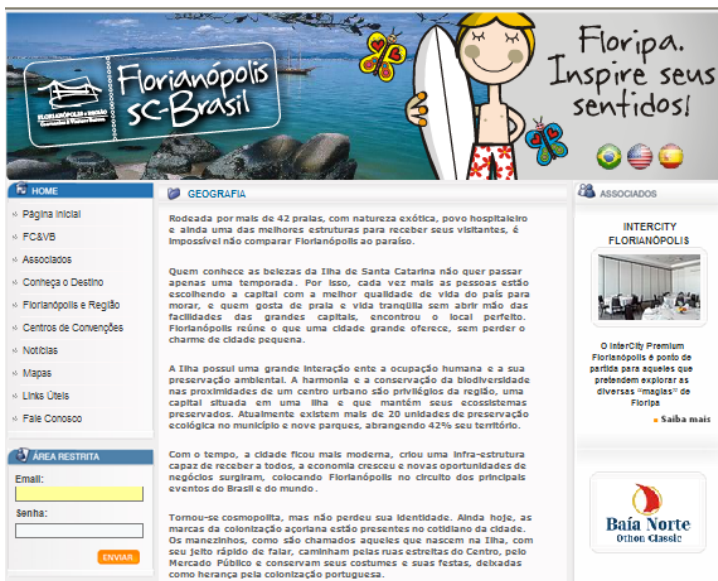 Florianópolis
SC-Brasil
FLORIANÓPOLIS e REGIÃO
Convention & Visitors Bureau
Floripa.
Inspire seus
sentidos!
HOME
Página Inicial
FC&VB
Associados
Conheça o Destino
Florianópolis e Região
Centros de Convenções
Notícias
Mapas
Links Úteis
Fale Conosco
ÁREA RESTRITA
Email:
Senha:
ENVIAR
GEOGRAFIA
Rodeada por mais de 42 praias, com natureza exótica, povo hospitaleiro
e ainda uma das melhores estruturas para receber seus visitantes, é
impossível não comparar Florianópolis ao paraíso.
Quem conhece as belezas da Ilha de Santa Catarina não quer passar
apenas uma temporada. Por isso, cada vez mais as pessoas estão
escolhendo a capital com a melhor qualidade de vida do país para
morar, e quem gosta de praia e vida tranqüila sem abrir mão das
facilidades das grandes capitais, encontrou o local perfeito.
Florianópolis reúne o que uma cidade grande oferece, sem perder o
charme de cidade pequena.
A Ilha possui uma grande interação ente a ocupação humana e a sua
preservação ambiental. A harmonia e a conservação da biodiversidade
nas proximidades de um centro urbano são privilégios da região, uma
capital situada em uma ilha e que mantém seus ecossistemas
preservados. Atualmente existem mais de 20 unidades de preservação
ecológica no município e nove parques, abrangendo 42% seu território.
Com o tempo, a cidade ficou mais moderna, criou uma infra-estrutura
capaz de receber a todos, a economia cresceu e novas oportunidades de
negócios surgiram, colocando Florianópolis no circuito dos principais
eventos do Brasil e do mundo.
Tornou-se cosmopolita, mas não perdeu sua identidade. Ainda hoje, as
marcas da colonização açoriana estão presentes no cotidiano da cidade.
Os manezinhos, como são chamados aqueles que nascem na Ilha, com
seu jeito rápido de falar, caminham pelas ruas estreitas do Centro, pelo
Mercado Público e conservam seus costumes e suas festas, deixadas
como herança pela colonização portuguesa.
ASSOCIADOS
INTERCITY
FLORIANÓPOLIS
O InterCity Premium
Florianópolis é ponto de
partida para aqueles que
pretendem explorar as
diversas "magias" de
Floripa
Saiba mais
Baía Norte
Othon Classic